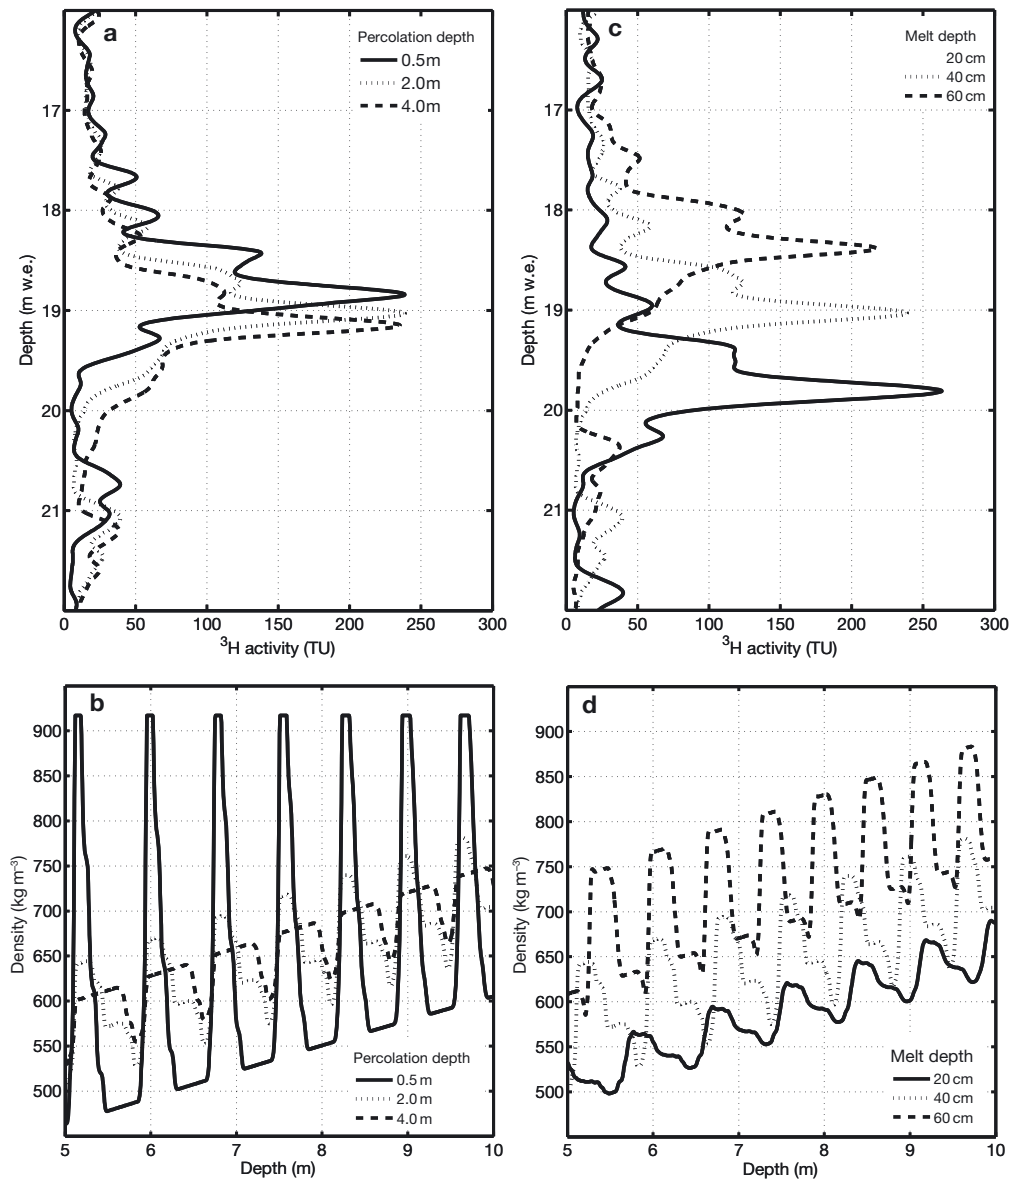 a
Percolation depth
0.5 m
2.0 m
4.0 m
17
18
19
20
21
Depth (m w.e.)
0 50 100 150 200 250 300
³H activity (TU)
c
Melt depth
20 cm
40 cm
60 cm
17
18
19
20
21
Depth (m w.e.)
0 50 100 150 200 250 300
³H activity (TU)
b
900
850
800
750
700
650
600
550
500
Density (kg m⁻³)
Percolation depth
0.5 m
2.0 m
4.0 m
5 6 7 8 9 10
Depth (m)
d
900
850
800
750
700
650
600
550
500
Density (kg m⁻³)
Melt depth
20 cm
40 cm
60 cm
5 6 7 8 9 10
Depth (m)